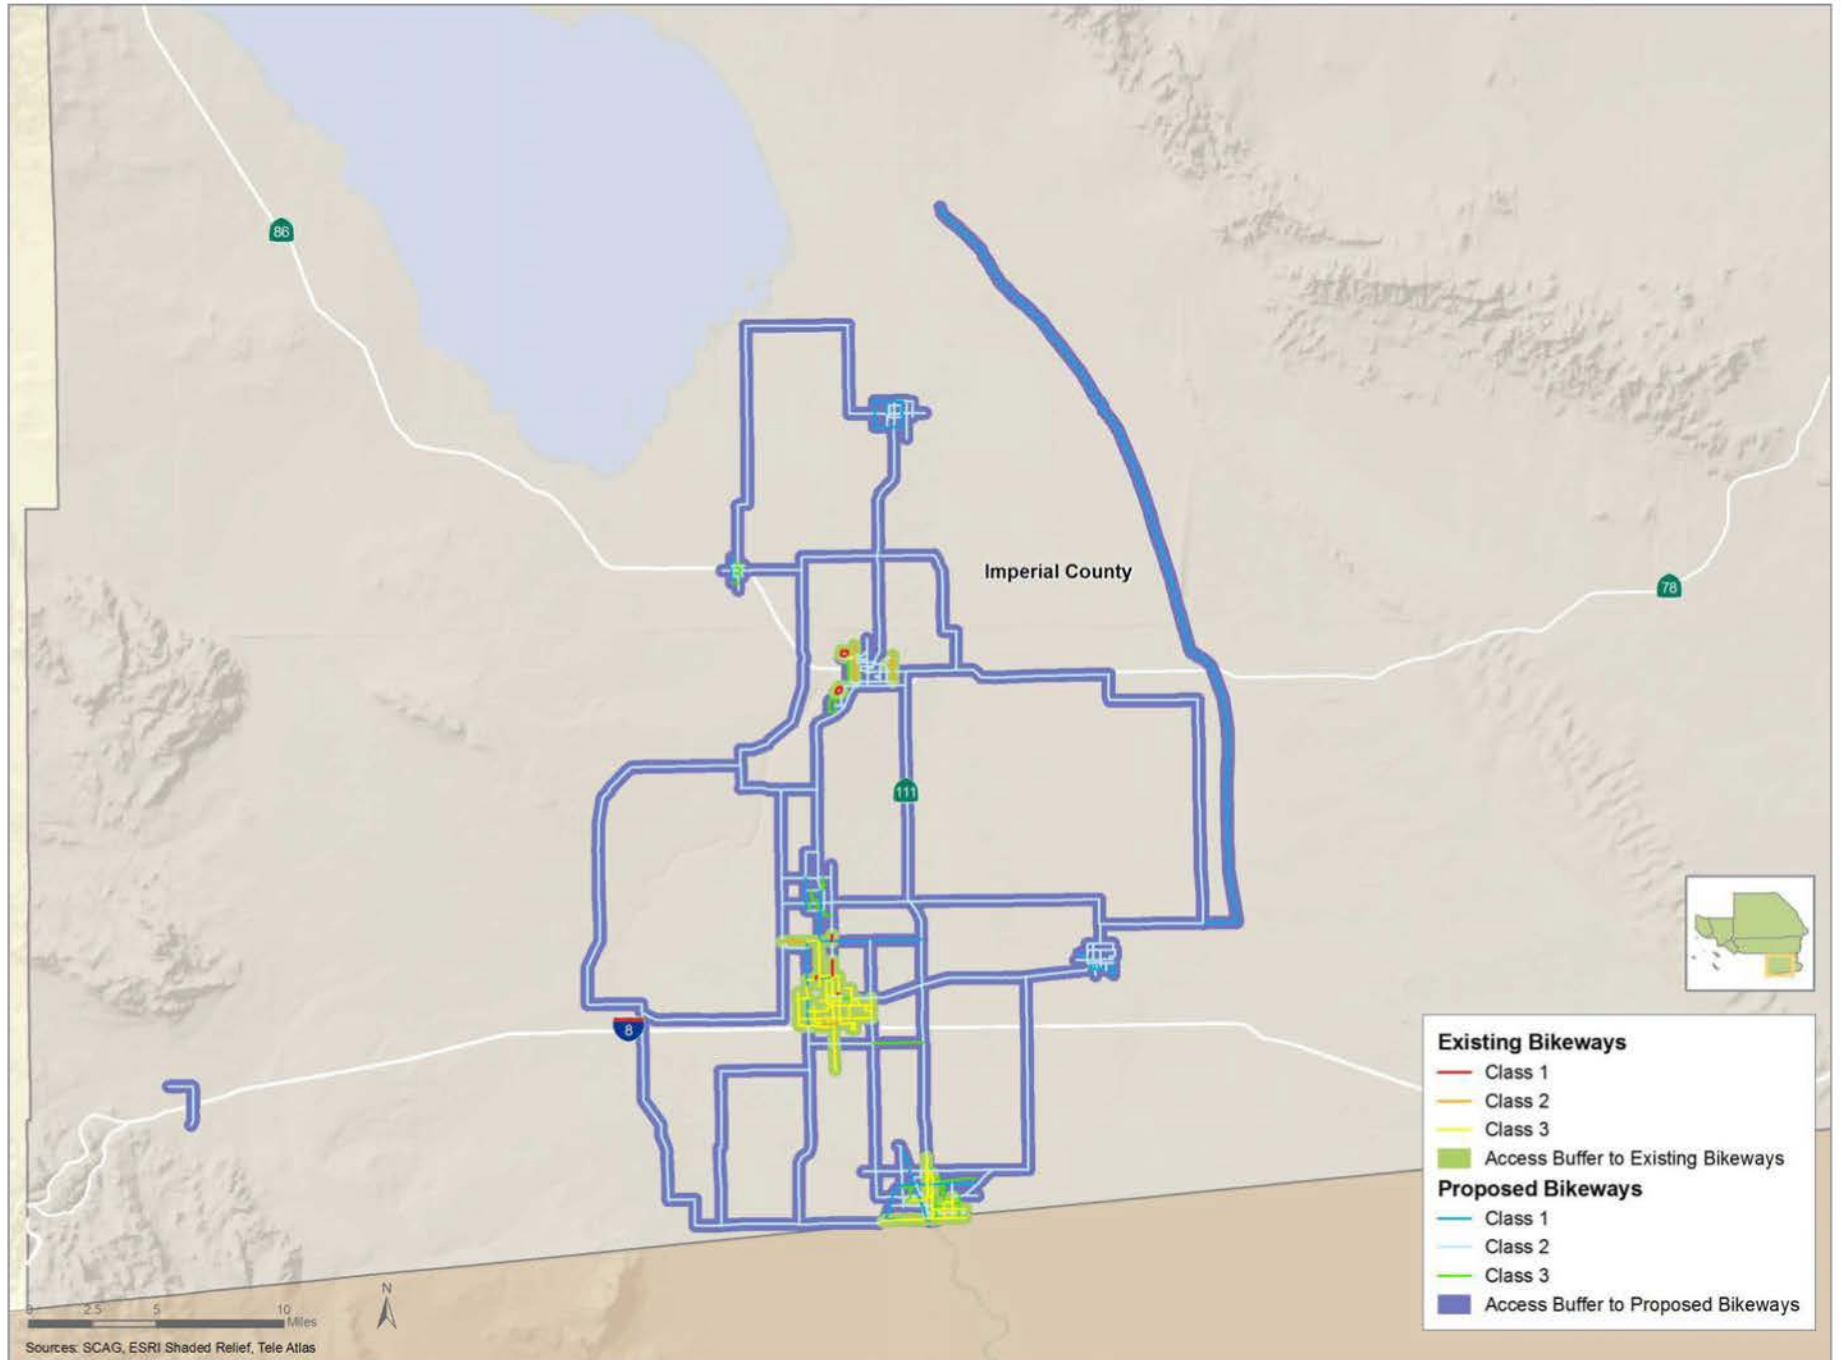 86
Imperial County
78
111
8
Existing Bikeways
Class 1
Class 2
Class 3
Access Buffer to Existing Bikeways
Proposed Bikeways
Class 1
Class 2
Class 3
Access Buffer to Proposed Bikeways
N
0 2.5 5 10
Miles
Sources: SCAG, ESRI Shaded Relief, Tele Atlas